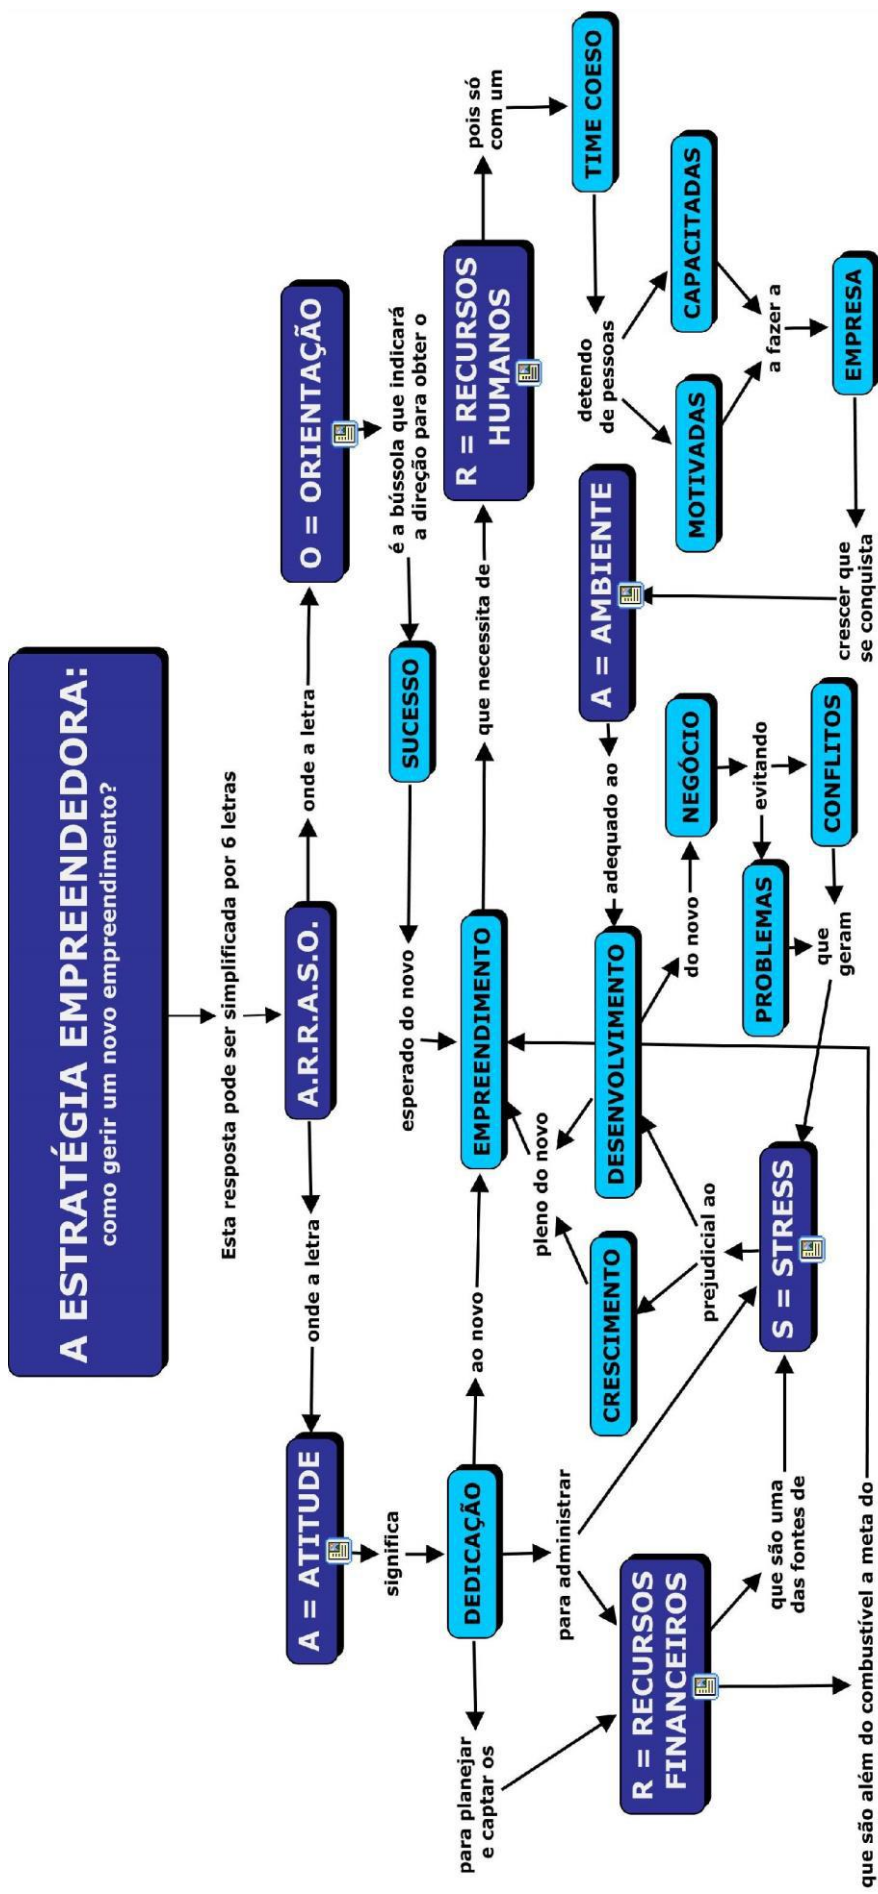 A ESTRATÉGIA EMPREENDEDORA:
como gerir um novo empreendimento?
Esta resposta pode ser simplificada por 6 letras
A.R.R.A.S.O.
onde a letra
onde a letra
A = ATITUDE
O = ORIENTAÇÃO
significa
é a bússola que indicará
a direção para obter o
SUCESSO
esperado do novo
DEDICAÇÃO
ao novo
EMPREENDIMENTO
que necessita de
R = RECURSOS
HUMANOS
pois só
com um
TIME COESO
para planejar
e captar os
para administrar
pleno do novo
CRESCIMENTO
DESENVOLVIMENTO
adequado ao
A = AMBIENTE
detendo
de pessoas
R = RECURSOS
FINANCEIROS
prejudicial ao
do novo
NEGÓCIO
MOTIVADAS
CAPACITADAS
a fazer a
que são uma
das fontes de
S = STRESS
PROBLEMAS
evitando
CONFLITOS
que
geram
crescer que
se conquista
EMPRESA
que são além do combustível a meta do